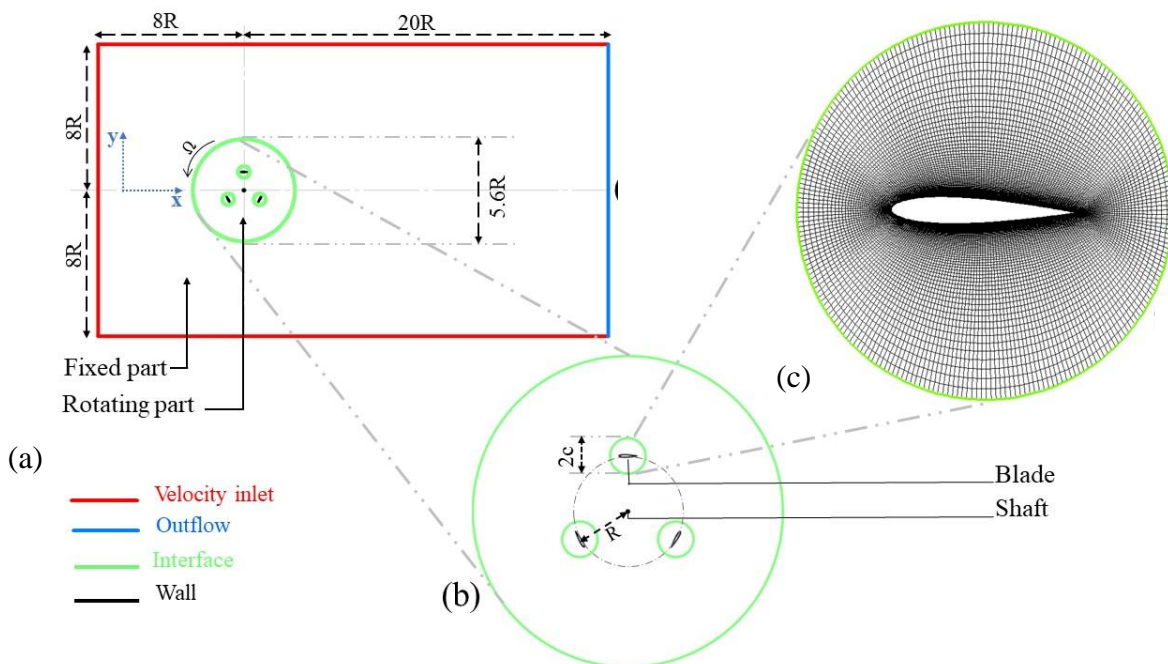 8R
20R
8R
y
Ω
x
5.6R
8R
Fixed part
Rotating part
(a)
Velocity inlet
Outflow
Interface
Wall
(b)
2c
R
Blade
Shaft
(c)